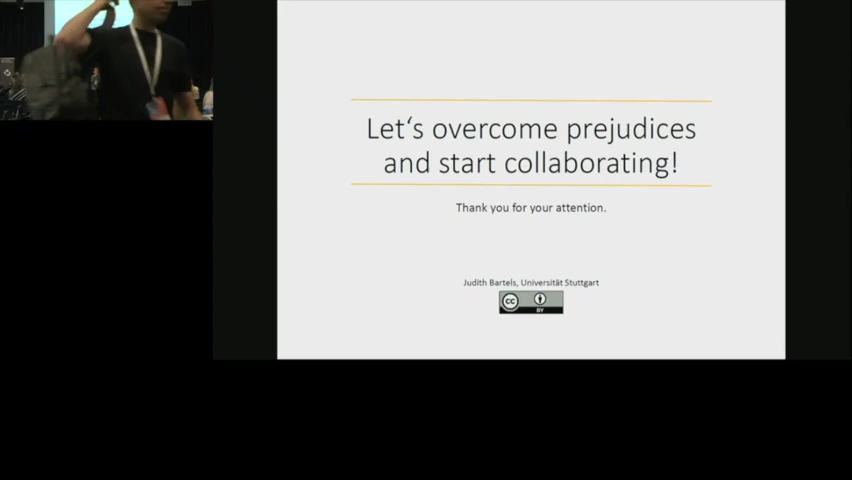 Let‘s overcome prejudices
and start collaborating!
Thank you for your attention.
Judith Bartels, Universität Stuttgart
cc
BY